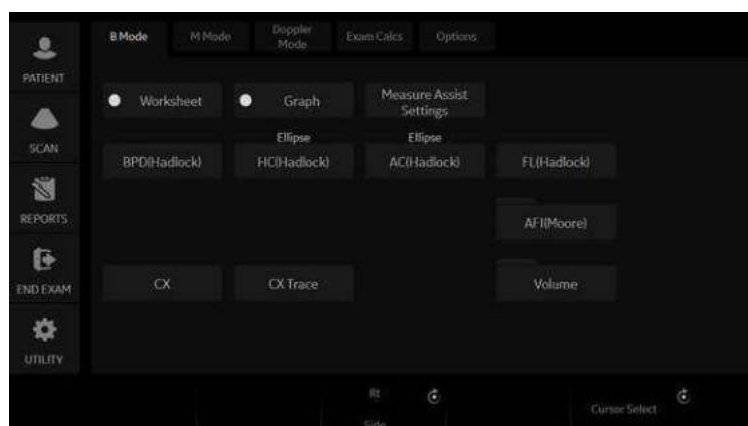 B Mode
M Mode
Doppler
Mode
Exam Calcs
Options
PATIENT
Worksheet
Graph
Measure Assist
Settings
SCAN
Ellipse
Ellipse
BPD(Hadlock)
HC(Hadlock)
AC(Hadlock)
FL(Hadlock)
REPORTS
AFI(Moore)
END EXAM
CX
CX Trace
Volume
UTILITY
Rt
Side
Cursor Select